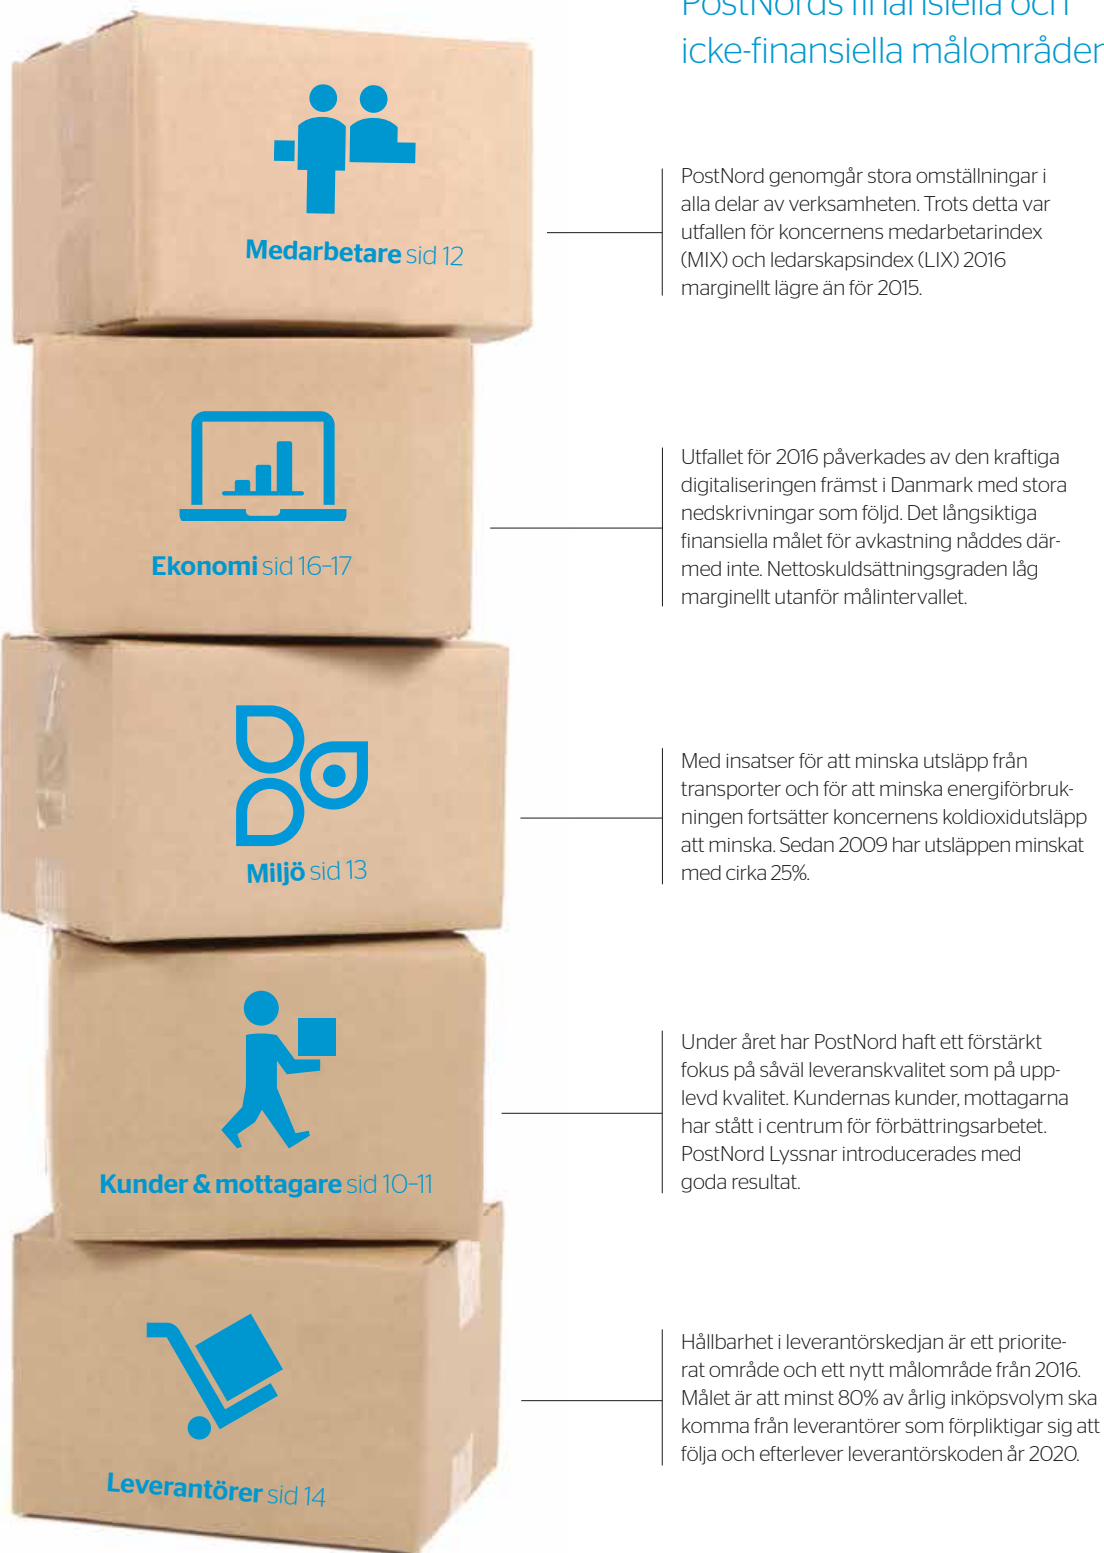 PostNords finansiella och
icke-finansiella målområden
Medarbetare sid 12
PostNord genomgår stora omställningar i
alla delar av verksamheten. Trots detta var
utfallen för koncernens medarbetarindex
(MIX) och ledarskapsindex (LIX) 2016
marginellt lägre än för 2015.
Ekonomi sid 16–17
Utfallet för 2016 påverkades av den kraftiga
digitaliseringen främst i Danmark med stora
nedskrivningar som följd. Det långsiktiga
finansiella målet för avkastning nåddes där-
med inte. Nettoskuldsättningsgraden låg
marginellt utanför målintervallet.
Miljö sid 13
Med insatser för att minska utsläpp från
transporter och för att minska energiförbruk-
ningen fortsätter koncernens koldioxidutsläpp
att minska. Sedan 2009 har utsläppen minskat
med cirka 25%.
Kunder & mottagare sid 10–11
Under året har PostNord haft ett förstärkt
fokus på såväl leveranskvalitet som på upp-
levd kvalitet. Kundernas kunder, mottagarna
har stått i centrum för förbättringsarbetet.
PostNord Lyssnar introducerades med
goda resultat.
Leverantörer sid 14
Hållbarhet i leverantörskedjan är ett priorite-
rat område och ett nytt målområde från 2016.
Målet är att minst 80% av årlig inköpsvolym ska
komma från leverantörer som förpliktigar sig att
följa och efterlever leverantörskoden år 2020.